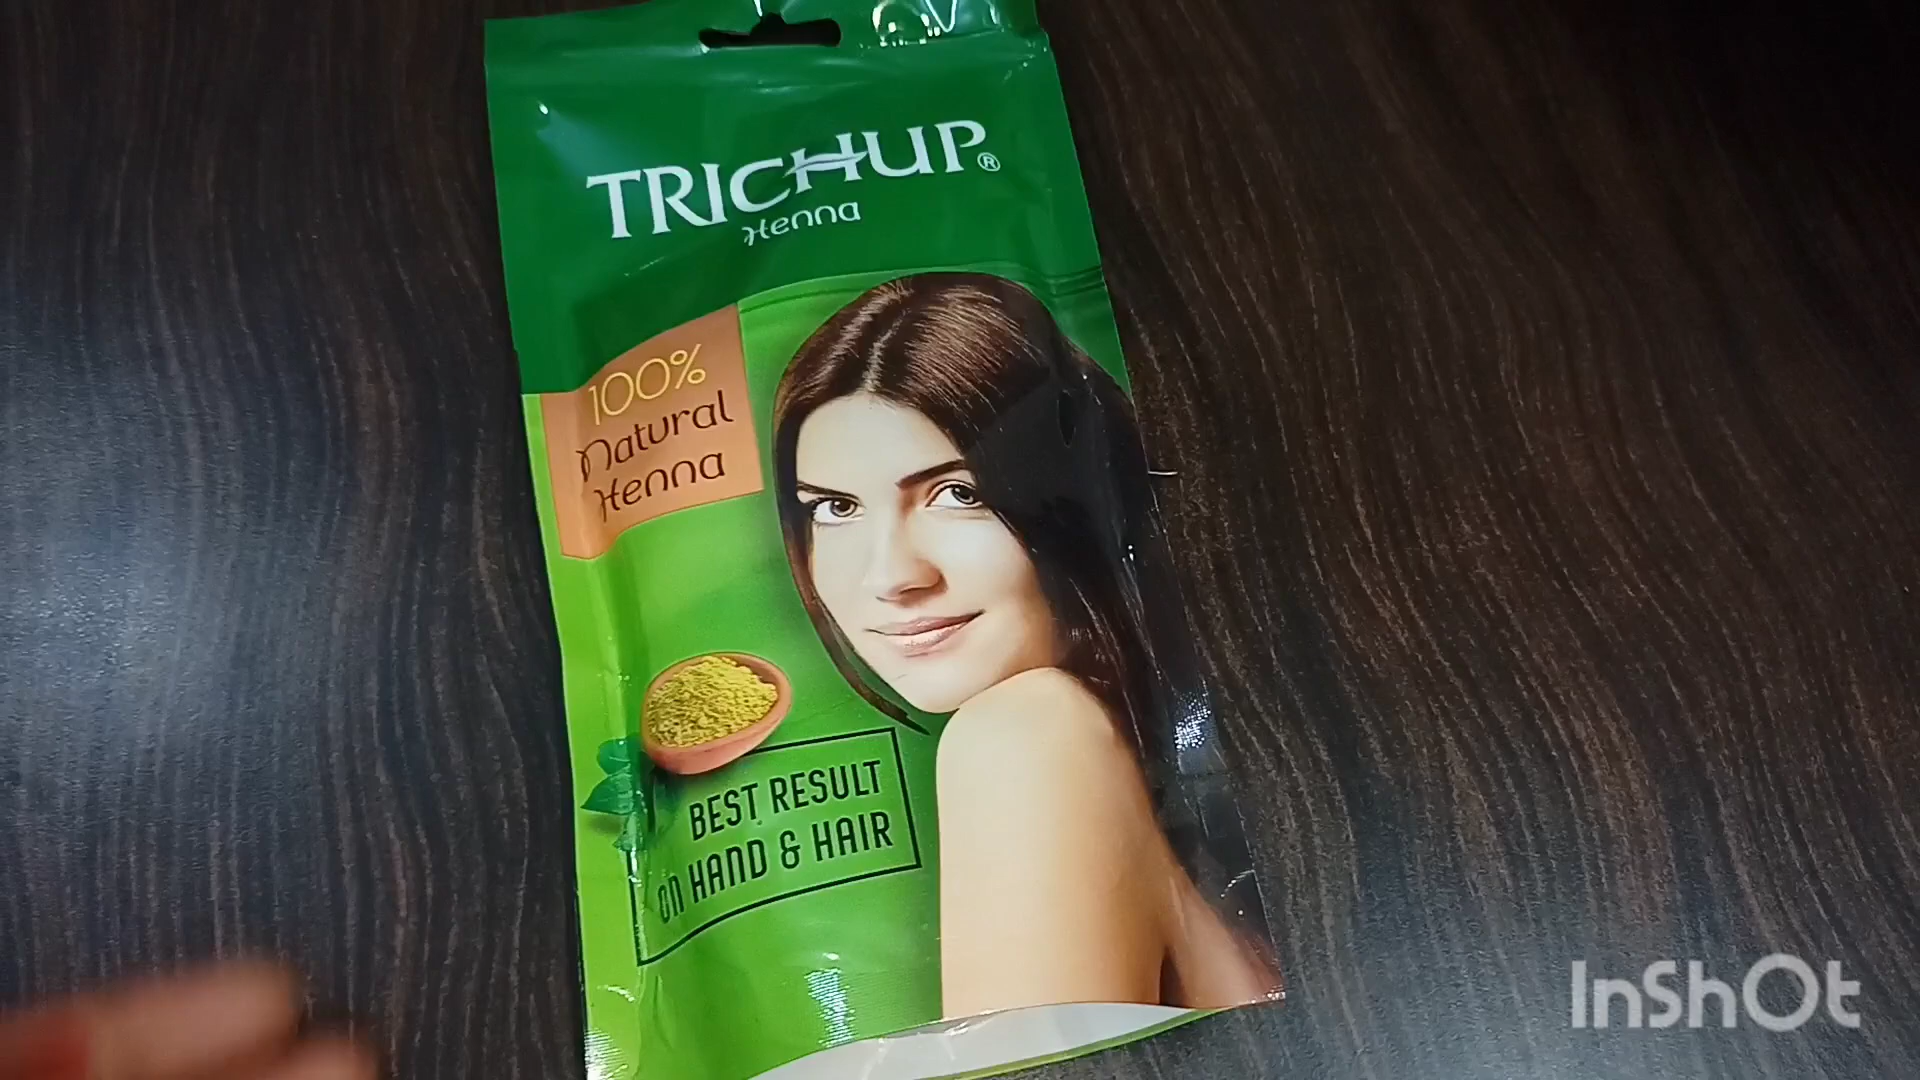 TRICHUP®
Henna
100%
Natural
Henna
BEST RESULT
ON HAND & HAIR
InShOt